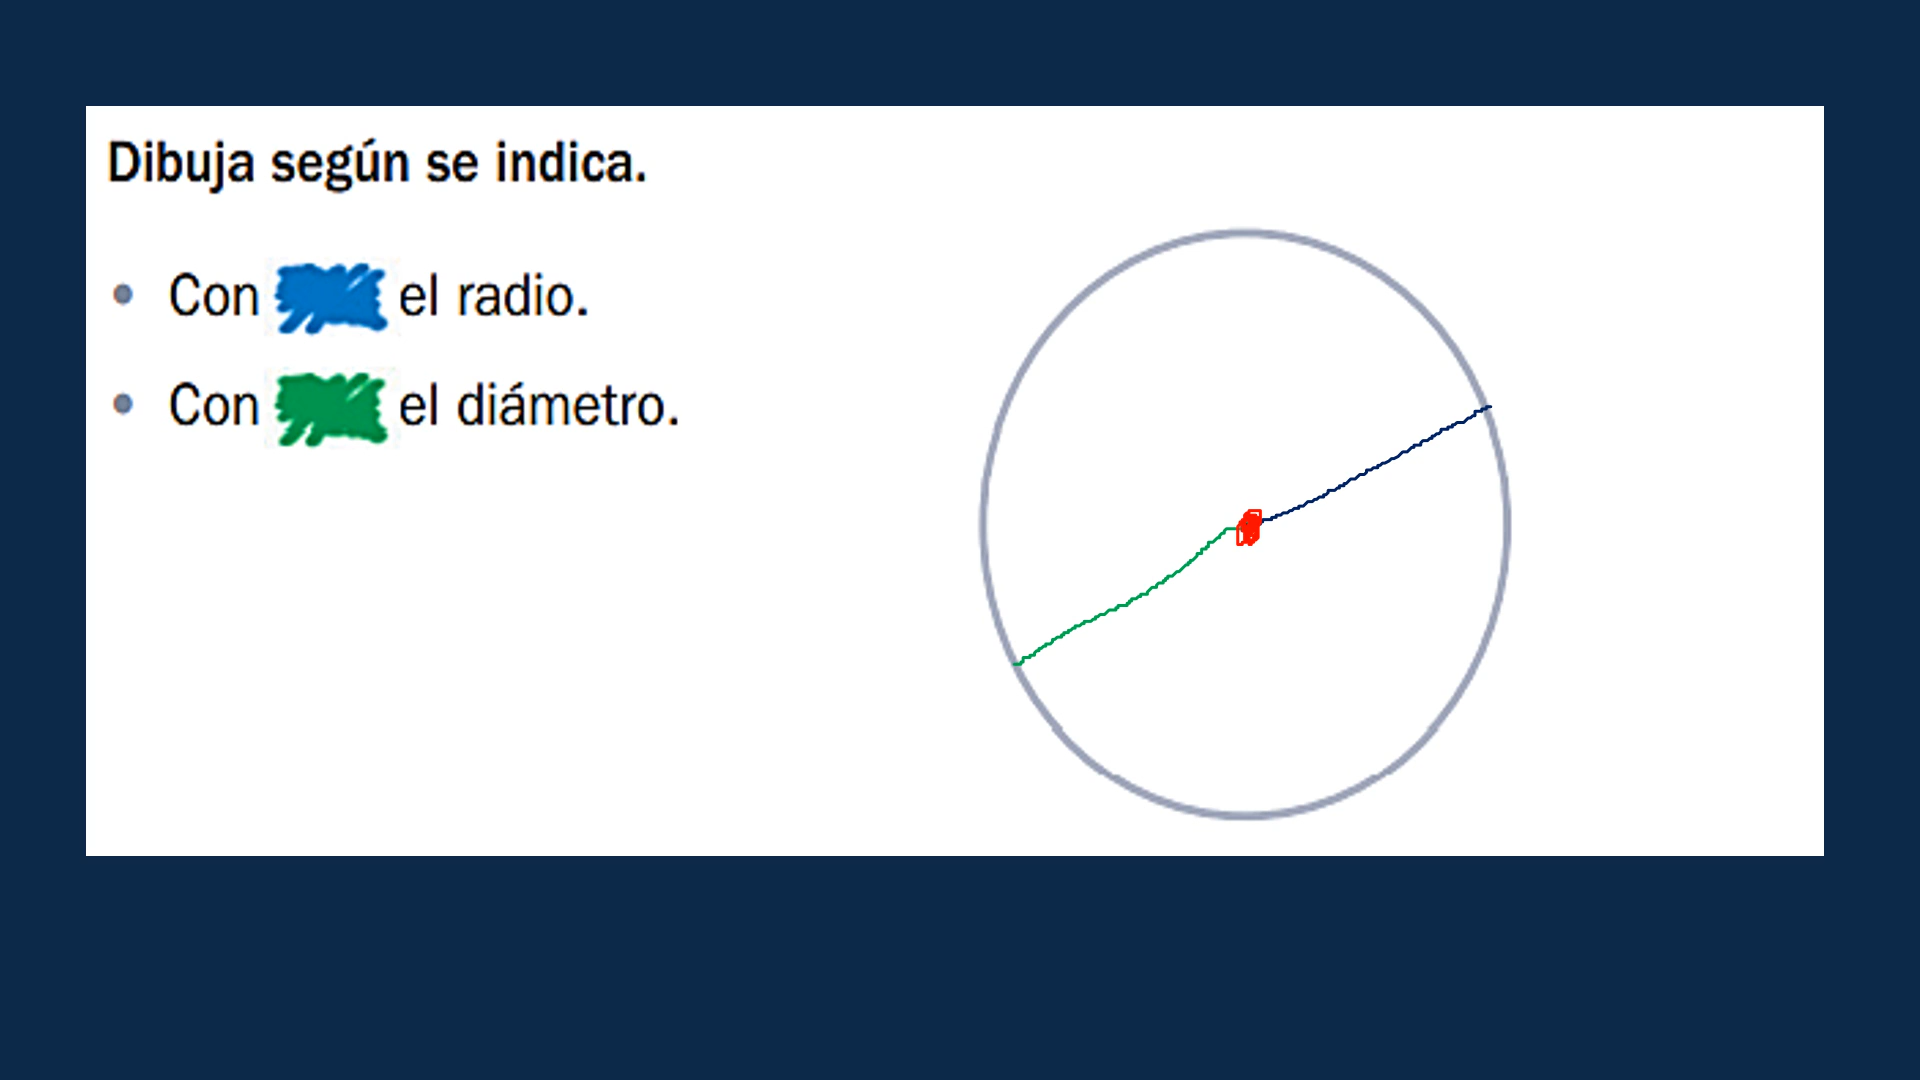 Dibuja según se indica.
• Con el radio.
• Con el diámetro.